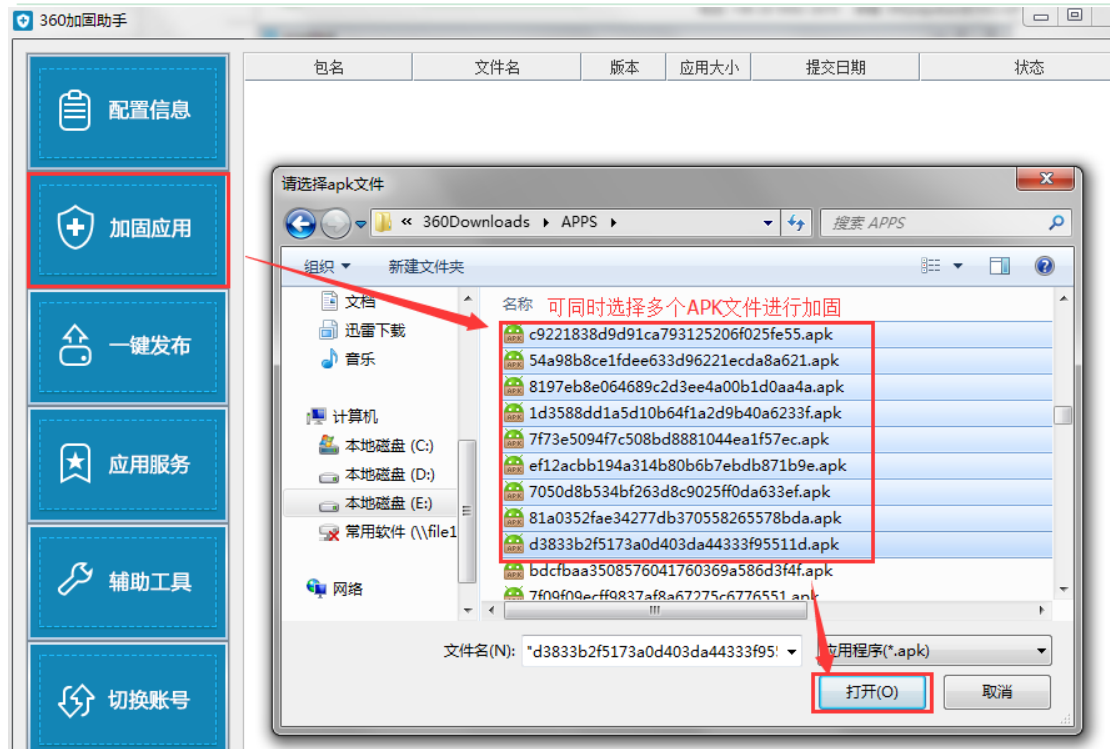 360加固助手
包名 文件名 版本 应用大小 提交日期 状态
配置信息
加固应用
一键发布
应用服务
辅助工具
切换账号
请选择apk文件
« 360Downloads ▸ APPS ▸ 搜索 APPS
组织 新建文件夹
文档
迅雷下载
音乐
计算机
本地磁盘 (C:)
本地磁盘 (D:)
本地磁盘 (E:)
常用软件 (\\file1
网络
名称 可同时选择多个APK文件进行加固
c9221838d9d91ca793125206f025fe55.apk
54a98b8ce1fdee633d96221ecda8a621.apk
8197eb8e064689c2d3ee4a00b1d0aa4a.apk
1d3588dd1a5d10b64f1a2d9b40a6233f.apk
7f73e5094f7c508bd8881044ea1f57ec.apk
ef12acbb194a314b80b6b7ebdb871b9e.apk
7050d8b534bf263d8c9025ff0da633ef.apk
81a0352fae34277db370558265578bda.apk
d3833b2f5173a0d403da44333f95511d.apk
bdcfbaa3508576041760369a586d3f4f.apk
7f09f09ecff9837af8a67275c6776551.apk
文件名(N): "d3833b2f5173a0d403da44333f95! 应用程序(*.apk)
打开(O) 取消